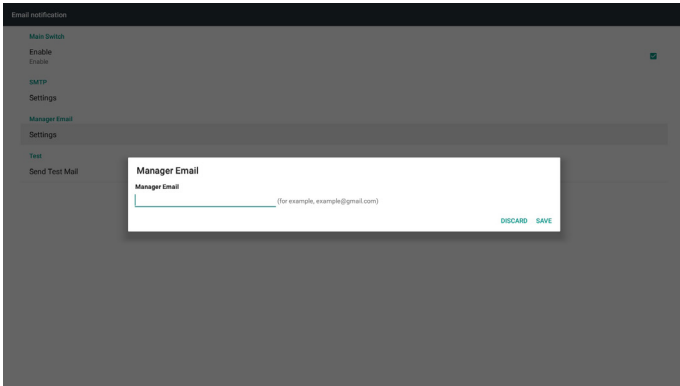 Email notification
Main Switch
Enable
Enable
SMTP
Settings
Manager Email
Settings
Test
Send Test Mail
Manager Email
Manager Email
(for example, example@gmail.com)
DISCARD SAVE